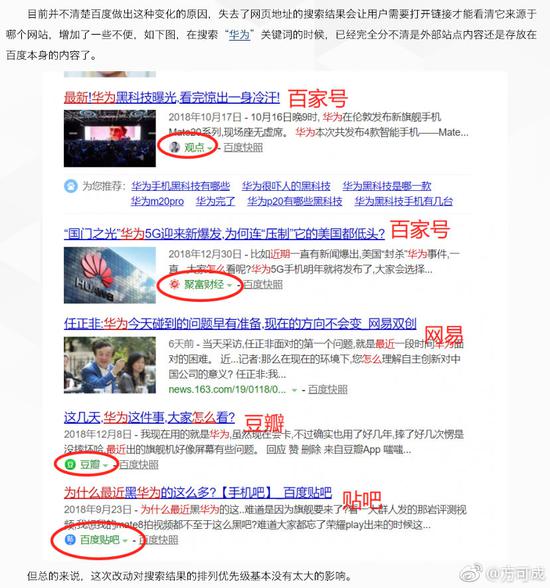 目前并不清楚百度做出这种变化的原因，失去了网页地址的搜索结果会让用户需要打开链接才能看清它来源于
哪个网站，增加了一些不便，如下图，在搜索“华为”关键词的时候，已经完全分不清是外部站点内容还是存放在
百度本身的内容了。
最新!华为黑科技曝光,看完惊出一身冷汗! 百家号
2018年10月17日 - 10月16日晚9时, 华为在伦敦发布新旗舰手机
Mate20系列,现场座无虚席。 华为本次共发布4款智能手机——Mate...
观点 - 百度快照
为您推荐: 华为手机黑科技有哪些 华为很吓人的黑科技 华为黑科技是哪一款
华为m20pro 华为完了 华为p20有哪些黑科技 华为黑科技手机有几台
“国门之光”华为5G迎来新爆发,为何连“压制”它的美国都低头? 百家号
2018年12月30日 - 比如近期一直有新闻爆出,美国“封杀”华为事件,一
直...大家怎么看呢?华为5G手机明年就将发布了,大家会选择...
聚富财经 - 百度快照
任正非:华为今天碰到的问题早有准备,现在的方向不会变_网易双创 网易
6天前 - 当天采访,任正非面对的第一个问题,就是最近一段时间华为面
对的困难。 近...记者:那么在现在的环境下,您怎么理解自主创新对中
国公司的意义? 任正非:我...
news.163.com/19/0118/0... - 百度快照
这几天,华为这件事,大家怎么看? 豆瓣
2018年12月8日 - 我现在用的就是华为,虽然现在会卡,不过确实也用了好几年,摔了好几次愣是
没摔坏哈,最近出的旗舰机好像屏幕有些问题。 回应 赞 删除 来自豆瓣App 嗤嗤...
豆瓣 - 百度快照
为什么最近黑华为的这么多?【手机吧】_百度贴吧 贴吧
2018年9月23日 - 为什么最近黑华为的这...难道是因为旗舰要来了?看一大群人发的那岩评测视
频,我想我的mate8拍视频都不至于这么黑吧?难道大家都忘了荣耀play出来的时候这...
百度贴吧 - 百度快照
但总的来说，这次改动对搜索结果的排列优先级基本没有太大的影响。
@方可成